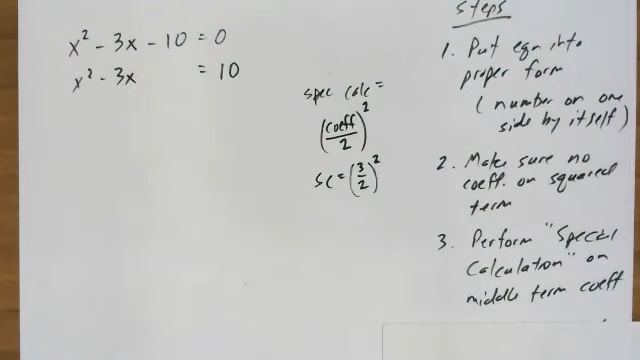 x² - 3x - 10 = 0
x² - 3x = 10
spec calc =
(coeff/2)²
sc = (3/2)²
steps
1. Put eqn into
proper form
(number on one
side by itself)
2. Make sure no
coeff. on squared
term
3. Perform "Special
Calculation" on
middle term coeff